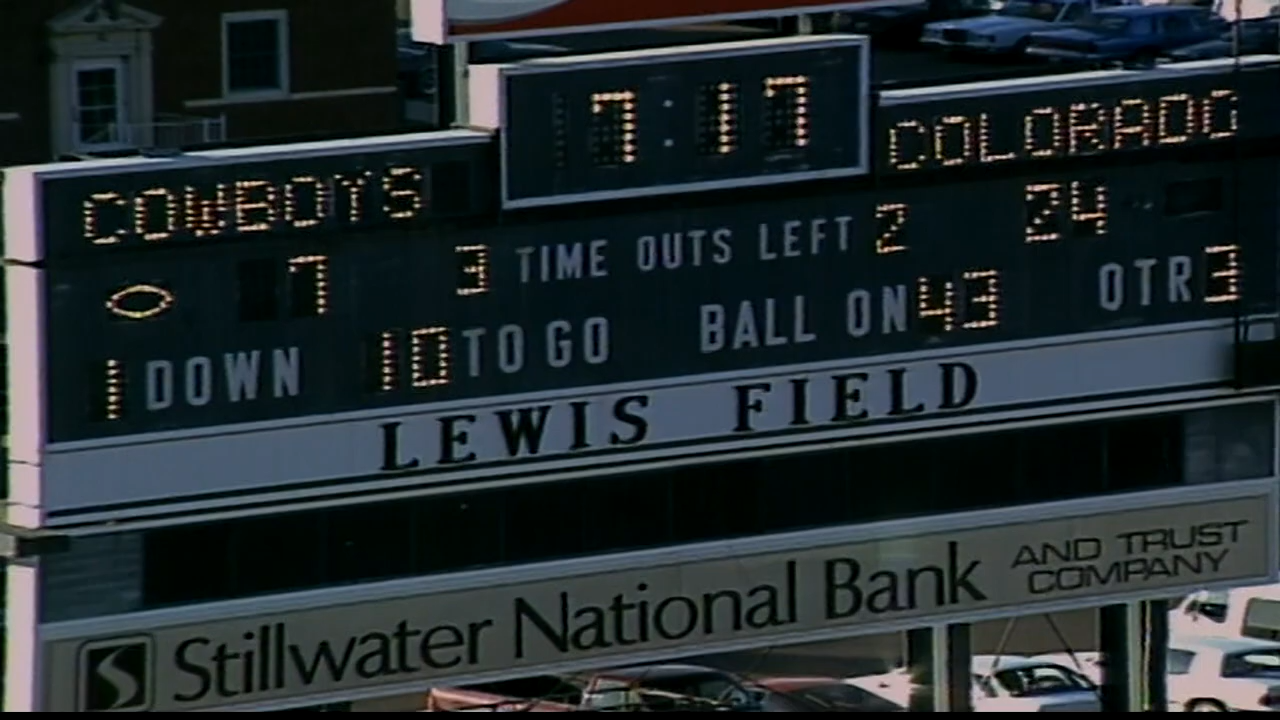 7:17
COWBOYS
COLORADO
7 3 TIME OUTS LEFT 2 24
1 DOWN 10 TO GO BALL ON 43 QTR 3
LEWIS FIELD
Stillwater National Bank AND TRUST
COMPANY